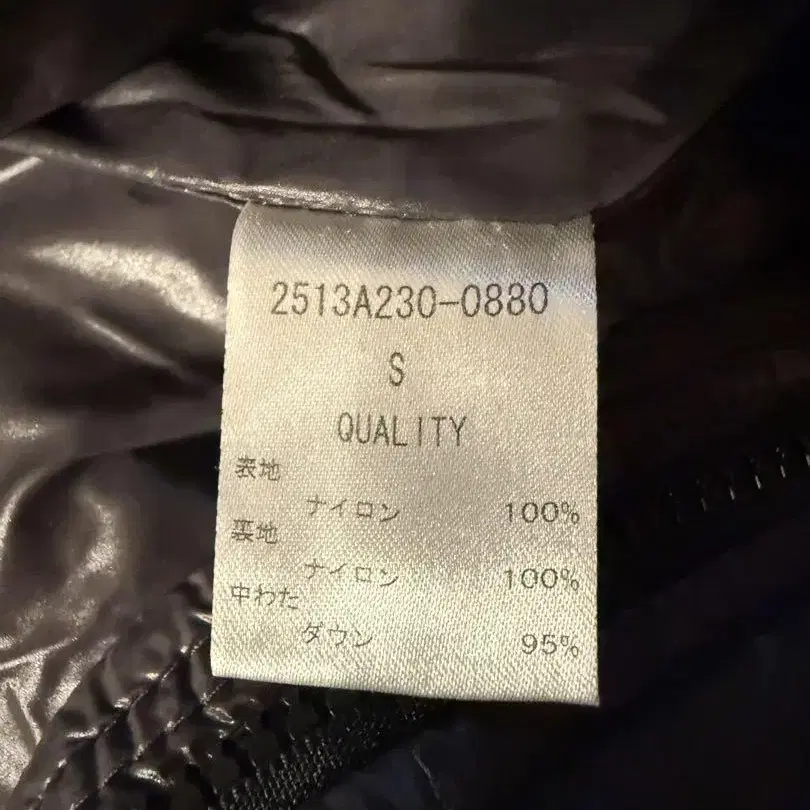 2513A230-0880
S
QUALITY
表地
ナイロン 100%
裏地
ナイロン 100%
中わた
ダウン 95%